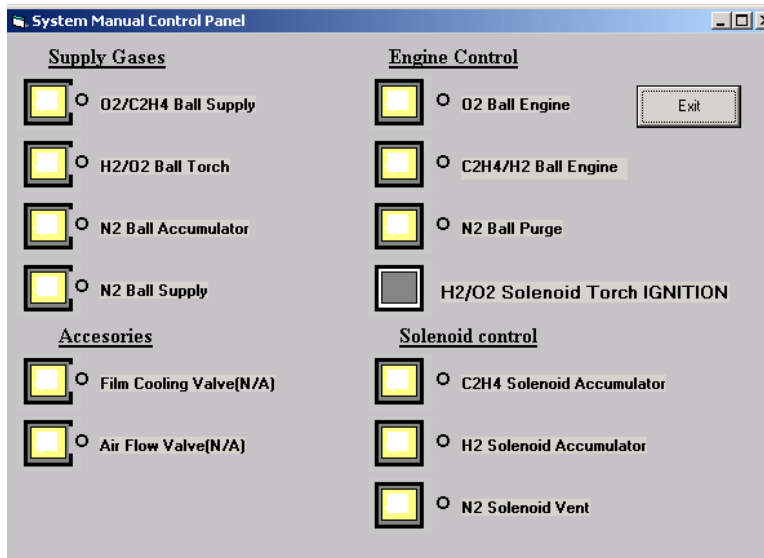 System Manual Control Panel
Supply Gases
O2/C2H4 Ball Supply
H2/O2 Ball Torch
N2 Ball Accumulator
N2 Ball Supply
Accesories
Film Cooling Valve(N/A)
Air Flow Valve(N/A)
Engine Control
O2 Ball Engine
C2H4/H2 Ball Engine
N2 Ball Purge
H2/O2 Solenoid Torch IGNITION
Solenoid control
C2H4 Solenoid Accumulator
H2 Solenoid Accumulator
N2 Solenoid Vent
Exit